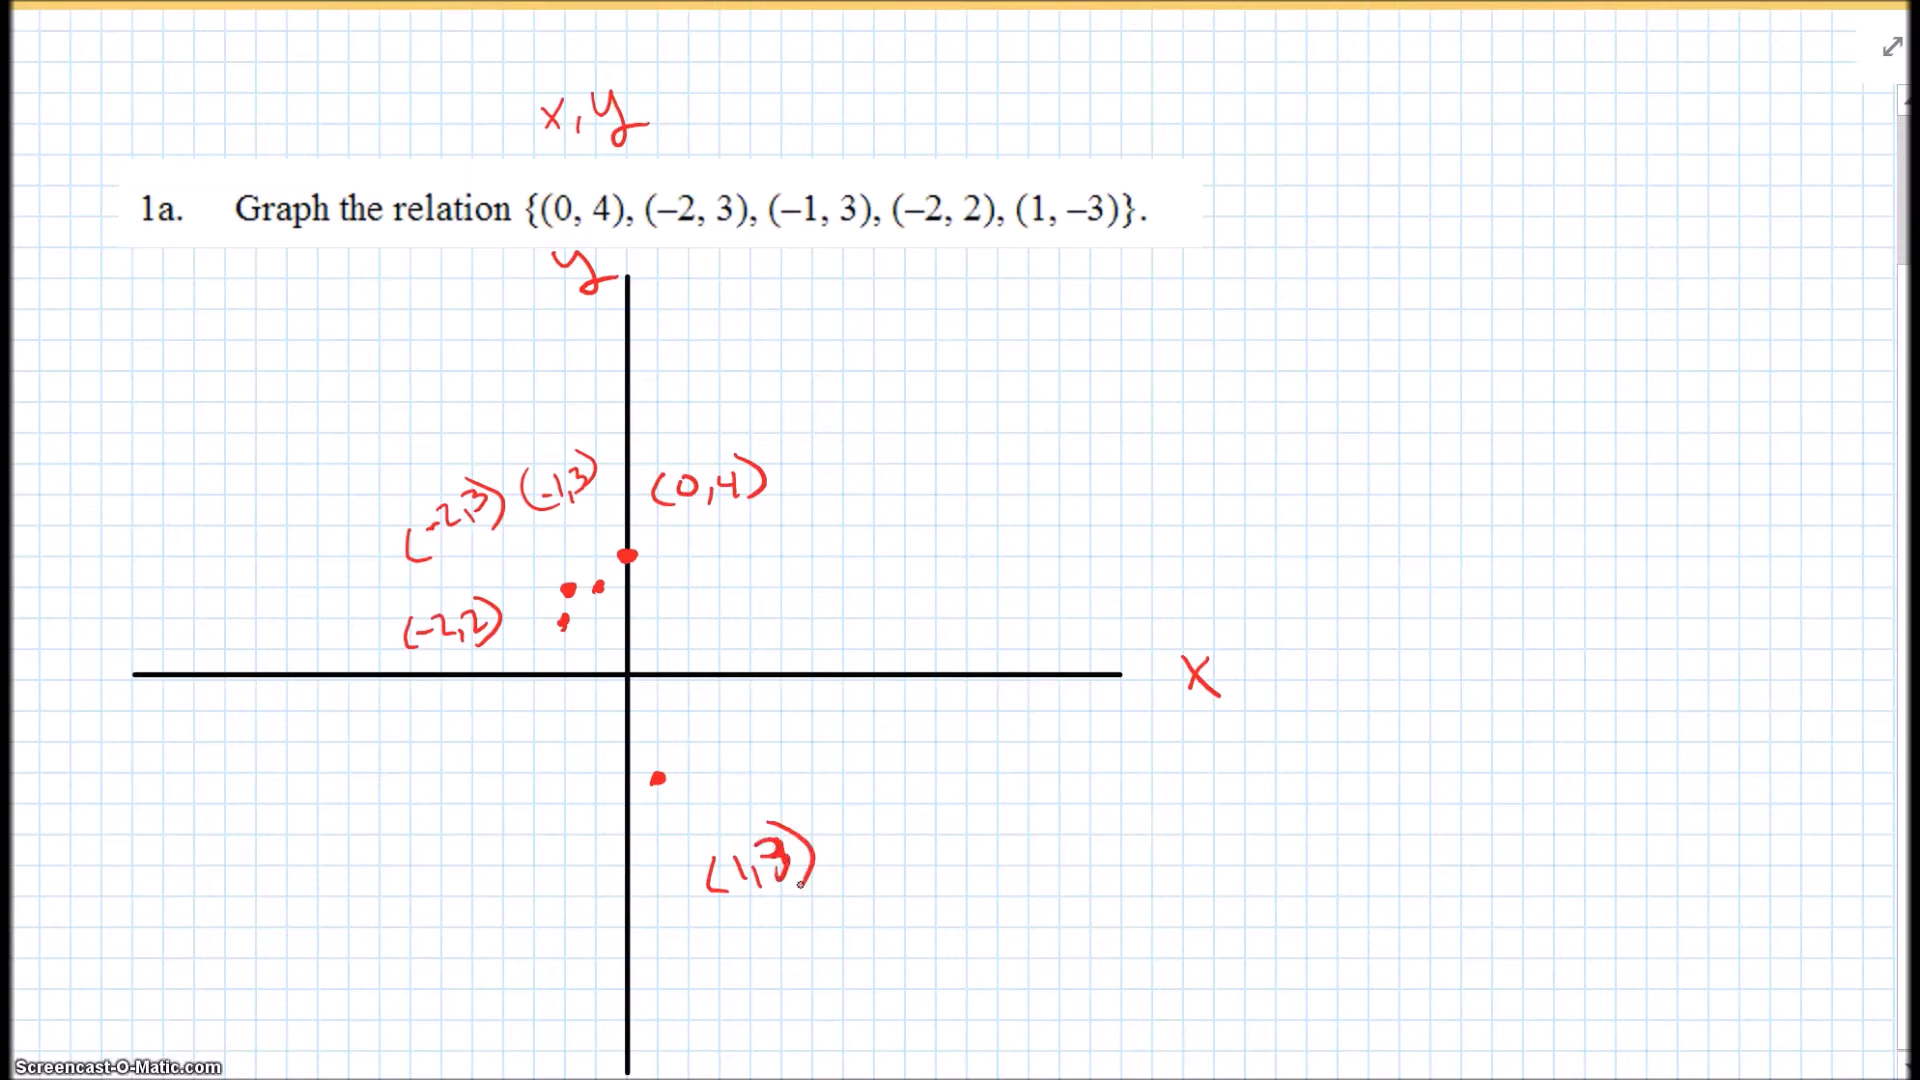 x,y
1a. Graph the relation {(0, 4), (–2, 3), (–1, 3), (–2, 2), (1, –3)}.
y
(-2,3) (-1,3) (0,4)
(-2,2)
X
(1,3)
Screencast-O-Matic.com